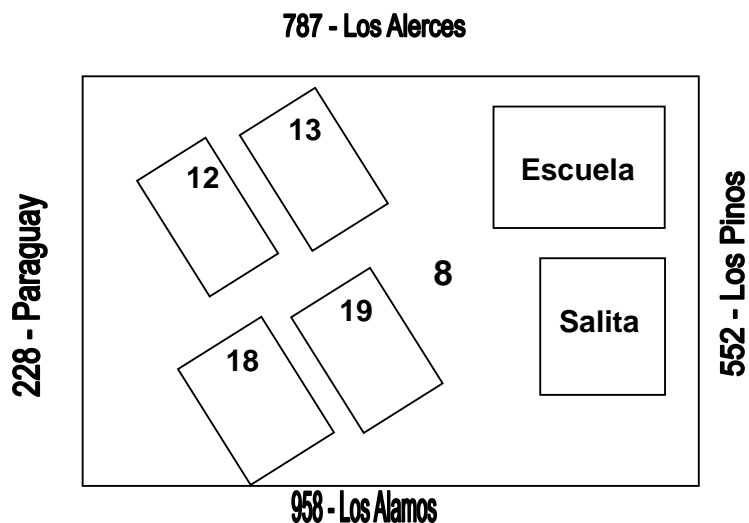 787 - Los Alerces
13
12
Escuela
228 - Paraguay
8
552 - Los Pinos
19
Salita
18
958 - Los Alamos